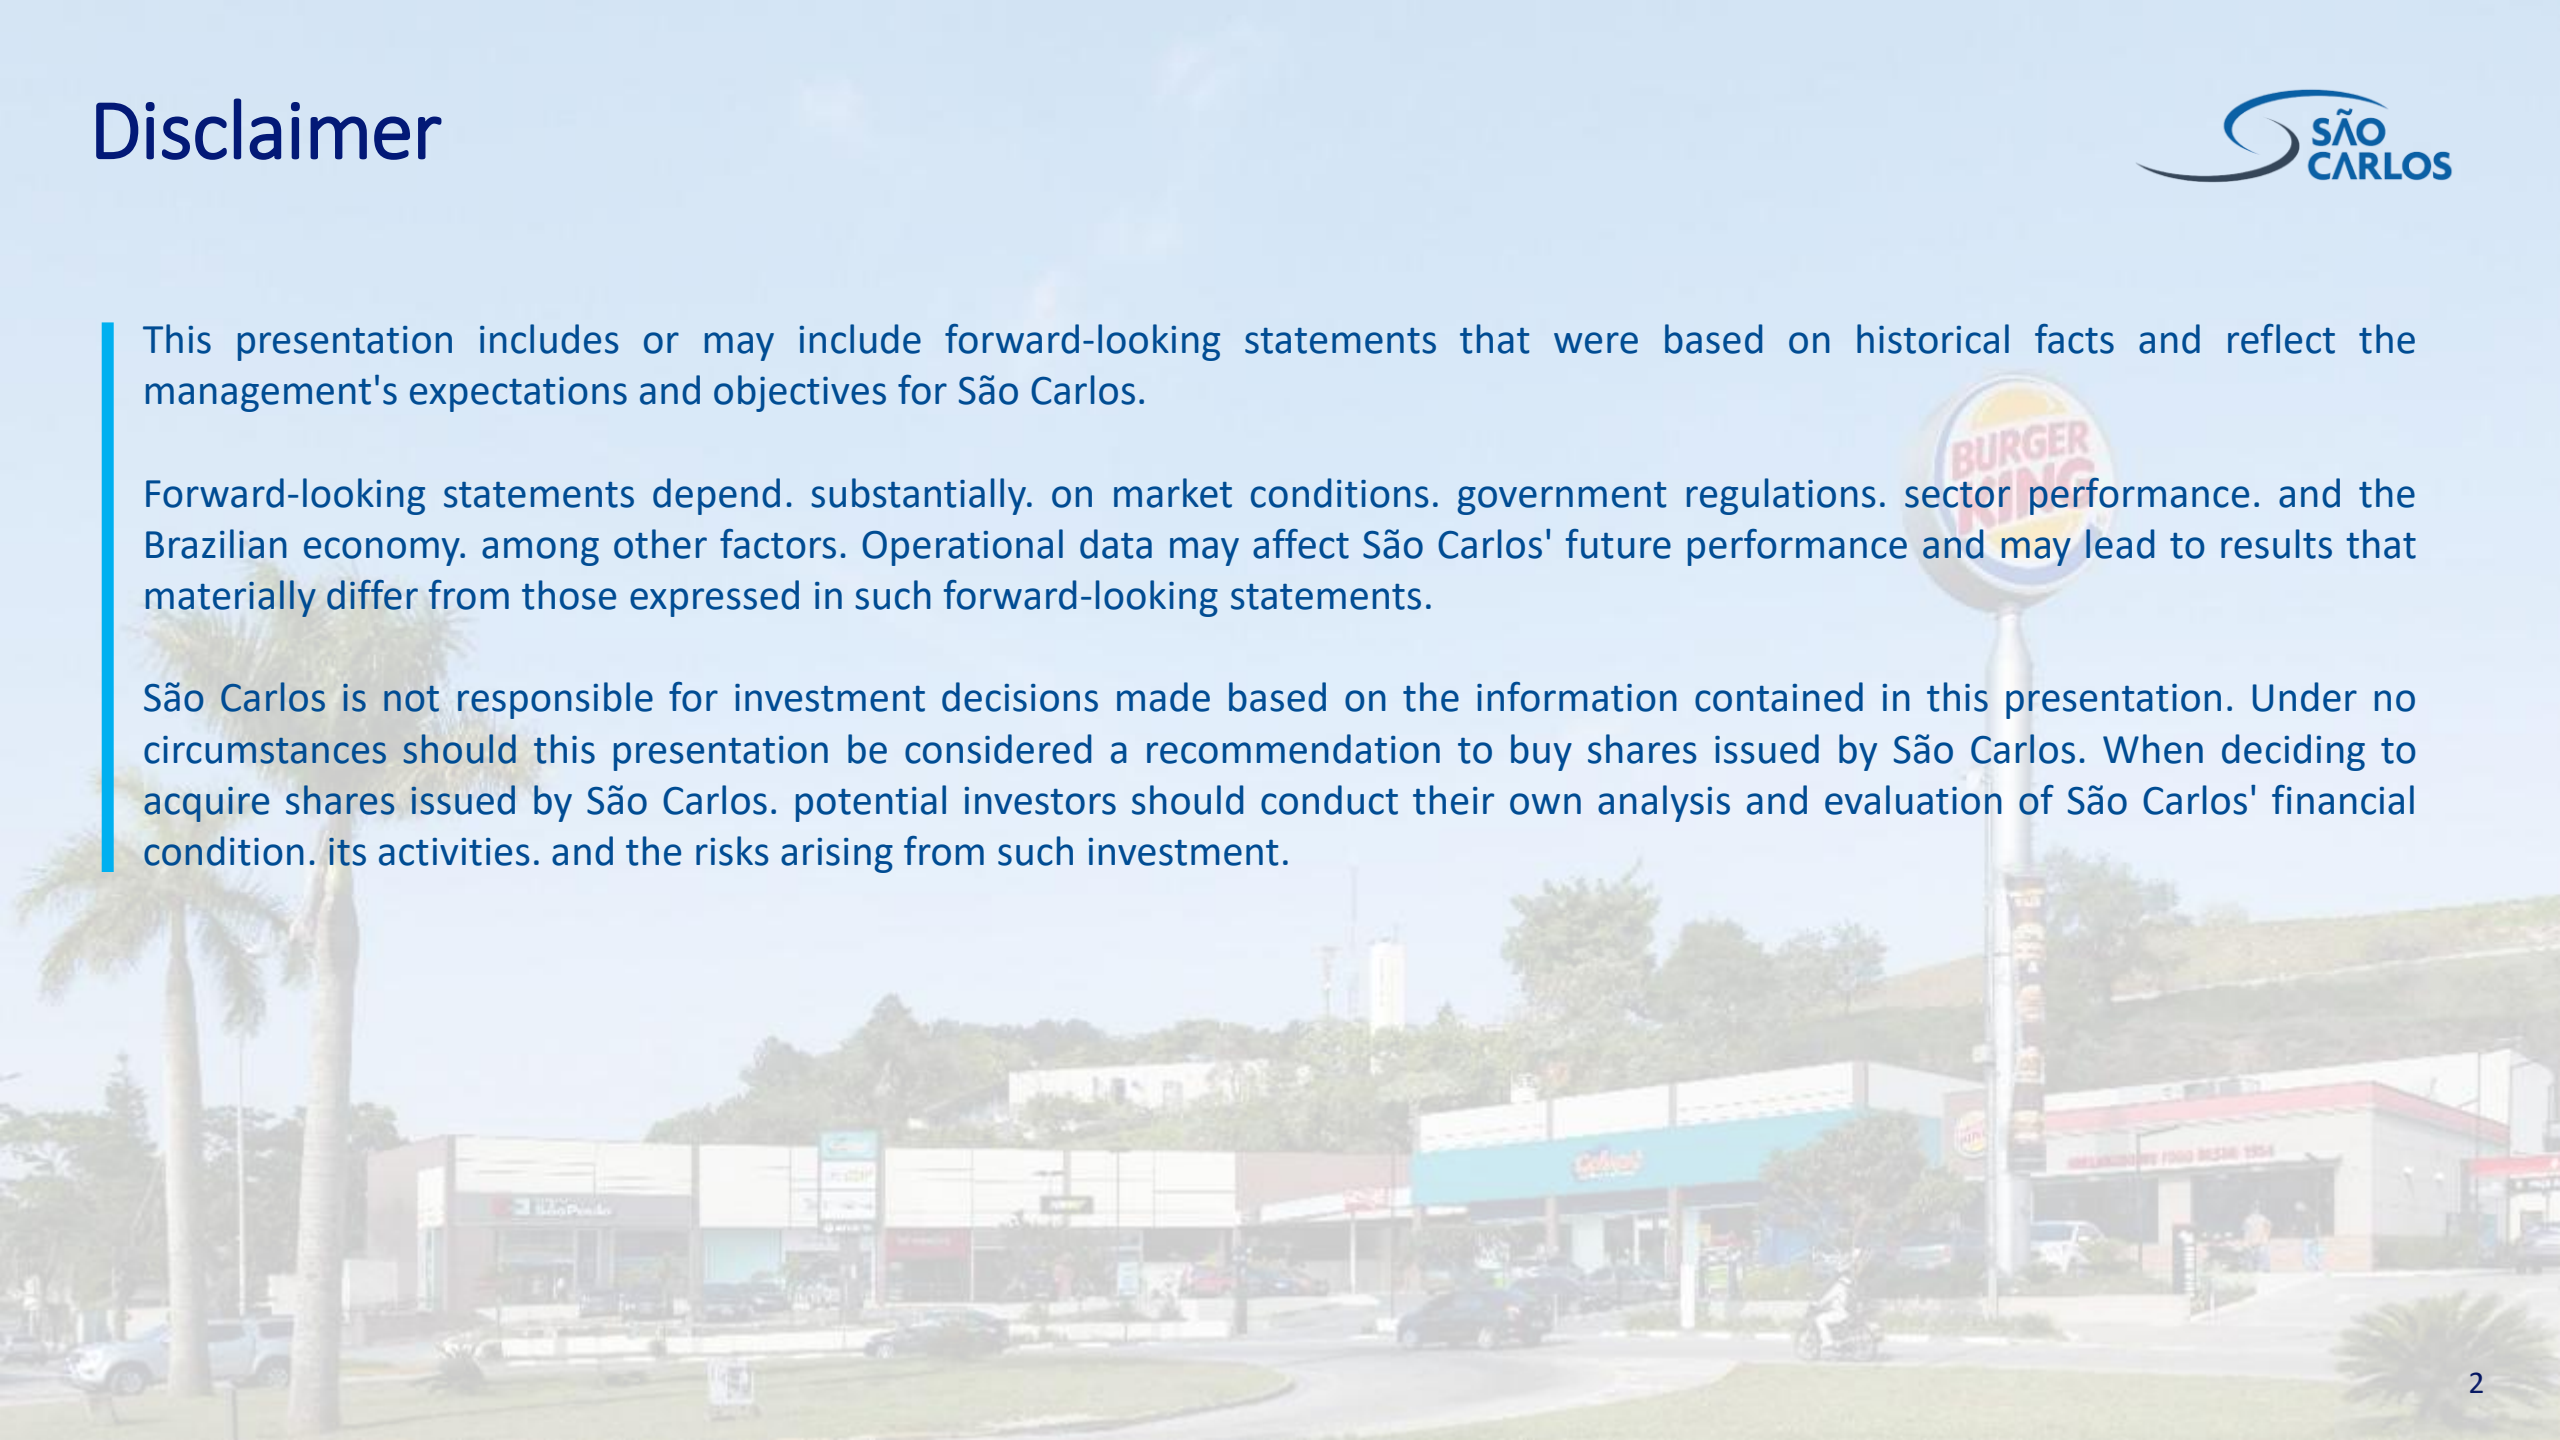 Disclaimer
SÃO
CARLOS
This presentation includes or may include forward-looking statements that were based on historical facts and reflect the
management's expectations and objectives for São Carlos.
Forward-looking statements depend. substantially. on market conditions. government regulations. sector performance. and the
Brazilian economy. among other factors. Operational data may affect São Carlos' future performance and may lead to results that
materially differ from those expressed in such forward-looking statements.
São Carlos is not responsible for investment decisions made based on the information contained in this presentation. Under no
circumstances should this presentation be considered a recommendation to buy shares issued by São Carlos. When deciding to
acquire shares issued by São Carlos. potential investors should conduct their own analysis and evaluation of São Carlos' financial
condition. its activities. and the risks arising from such investment.
BURGER
KING
2